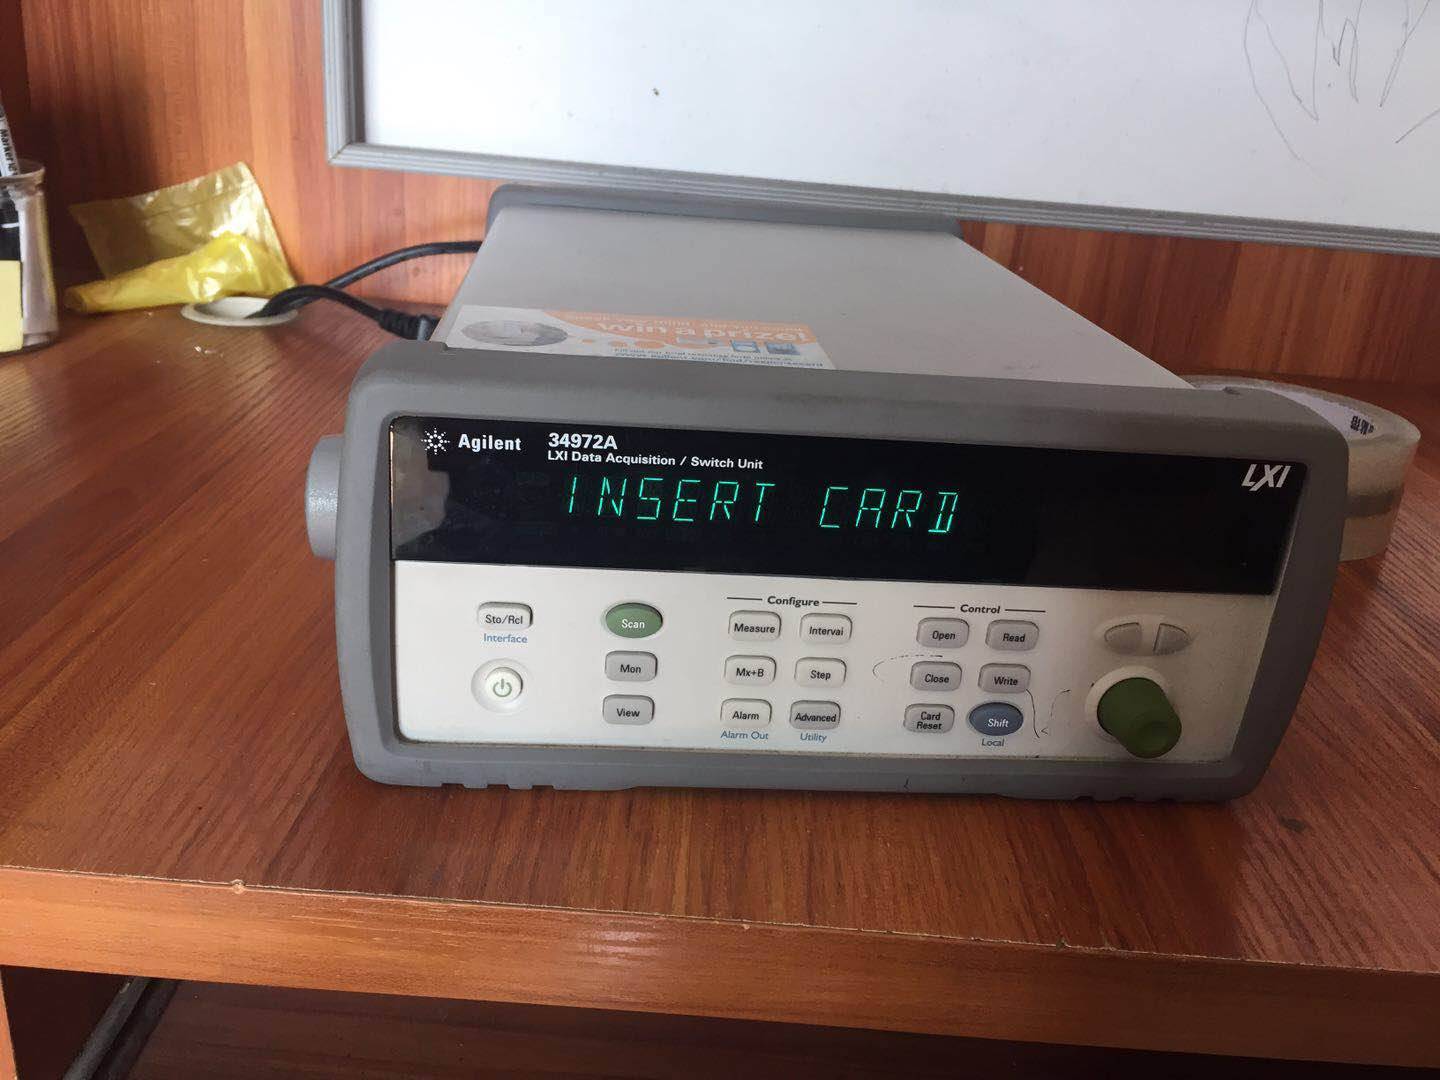 Marker
win a prize!
Agilent
34972A
LXI Data Acquisition / Switch Unit
LXI
INSERT CARD
Configure
Control
Sto/Rcl
Interface
Scan
Measure
Interval
Open
Read
Mon
Mx+B
Step
Close
Write
View
Alarm
Alarm Out
Advanced
Utility
Card
Reset
Shift
Local